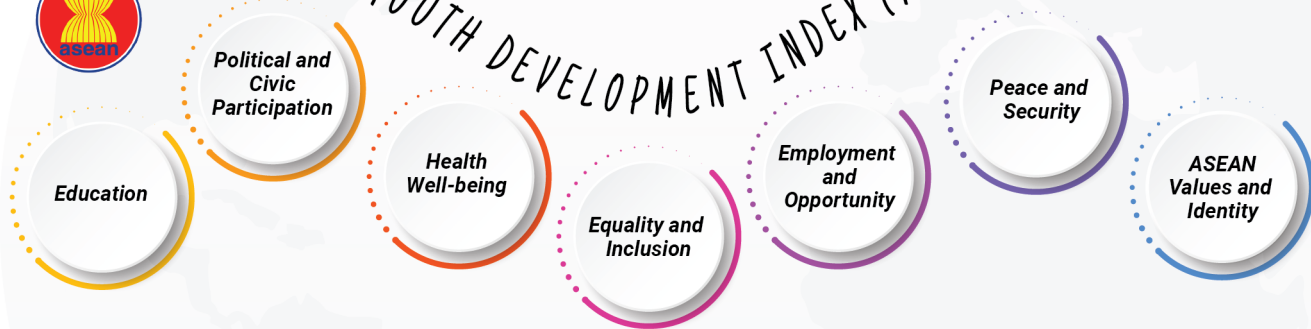 asean
DEVELOPMENT INDEX
Political and
Civic
Participation
Education
Health
Well-being
Equality and
Inclusion
Employment
and
Opportunity
Peace and
Security
ASEAN
Values and
Identity